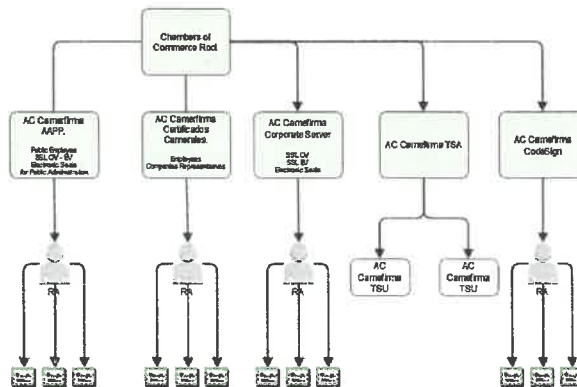 Chambers of
Commerce Root
AC Camerfirma
AAPP.
Public Employee
SSL OV - EV
Electronic Seals
for Public Administration
AC Camerfirma
Certificados
Camerales.
Employees
Companies Representatives
AC Camerfirma
Corporate Server
SSL OV
SSL EV
Electronic Seals
AC Camerfirma TSA
AC Camerfirma
CodeSign
RA
RA
RA
AC
Camerfirma
TSU
AC
Camerfirma
TSU
RA